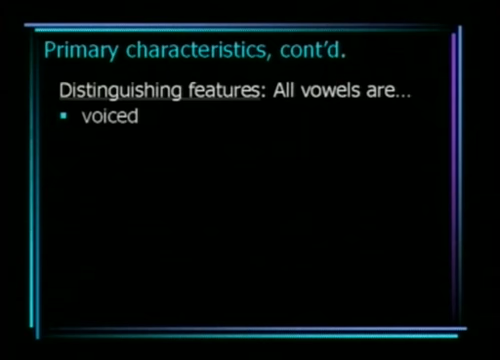 Primary characteristics, cont’d.
Distinguishing features: All vowels are…
▪ voiced